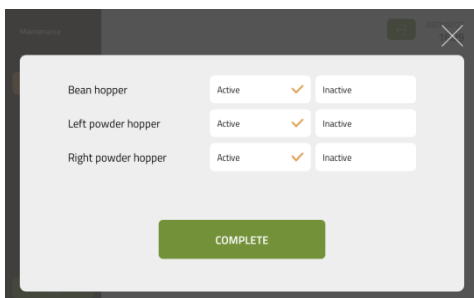 Maintenance
Bean hopper Active Inactive
Left powder hopper Active Inactive
Right powder hopper Active Inactive
COMPLETE